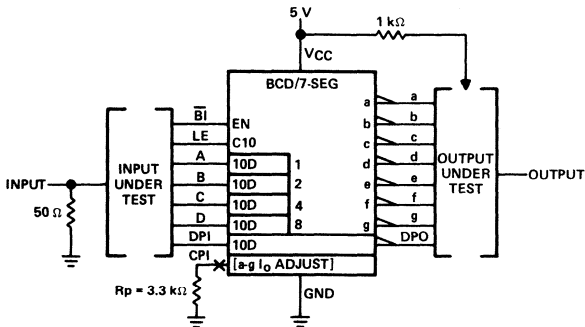 5 V
1 kΩ
VCC
BCD/7-SEG
BI EN
LE C10
A 10D 1
B 10D 2
C 10D 4
D 10D 8
DPI 10D
CPI [a-g IO ADJUST]
INPUT
50 Ω
INPUT
UNDER
TEST
Rp = 3.3 kΩ
GND
a a
b b
c c
d d
e e
f f
g g
DPO
OUTPUT
UNDER
TEST
OUTPUT